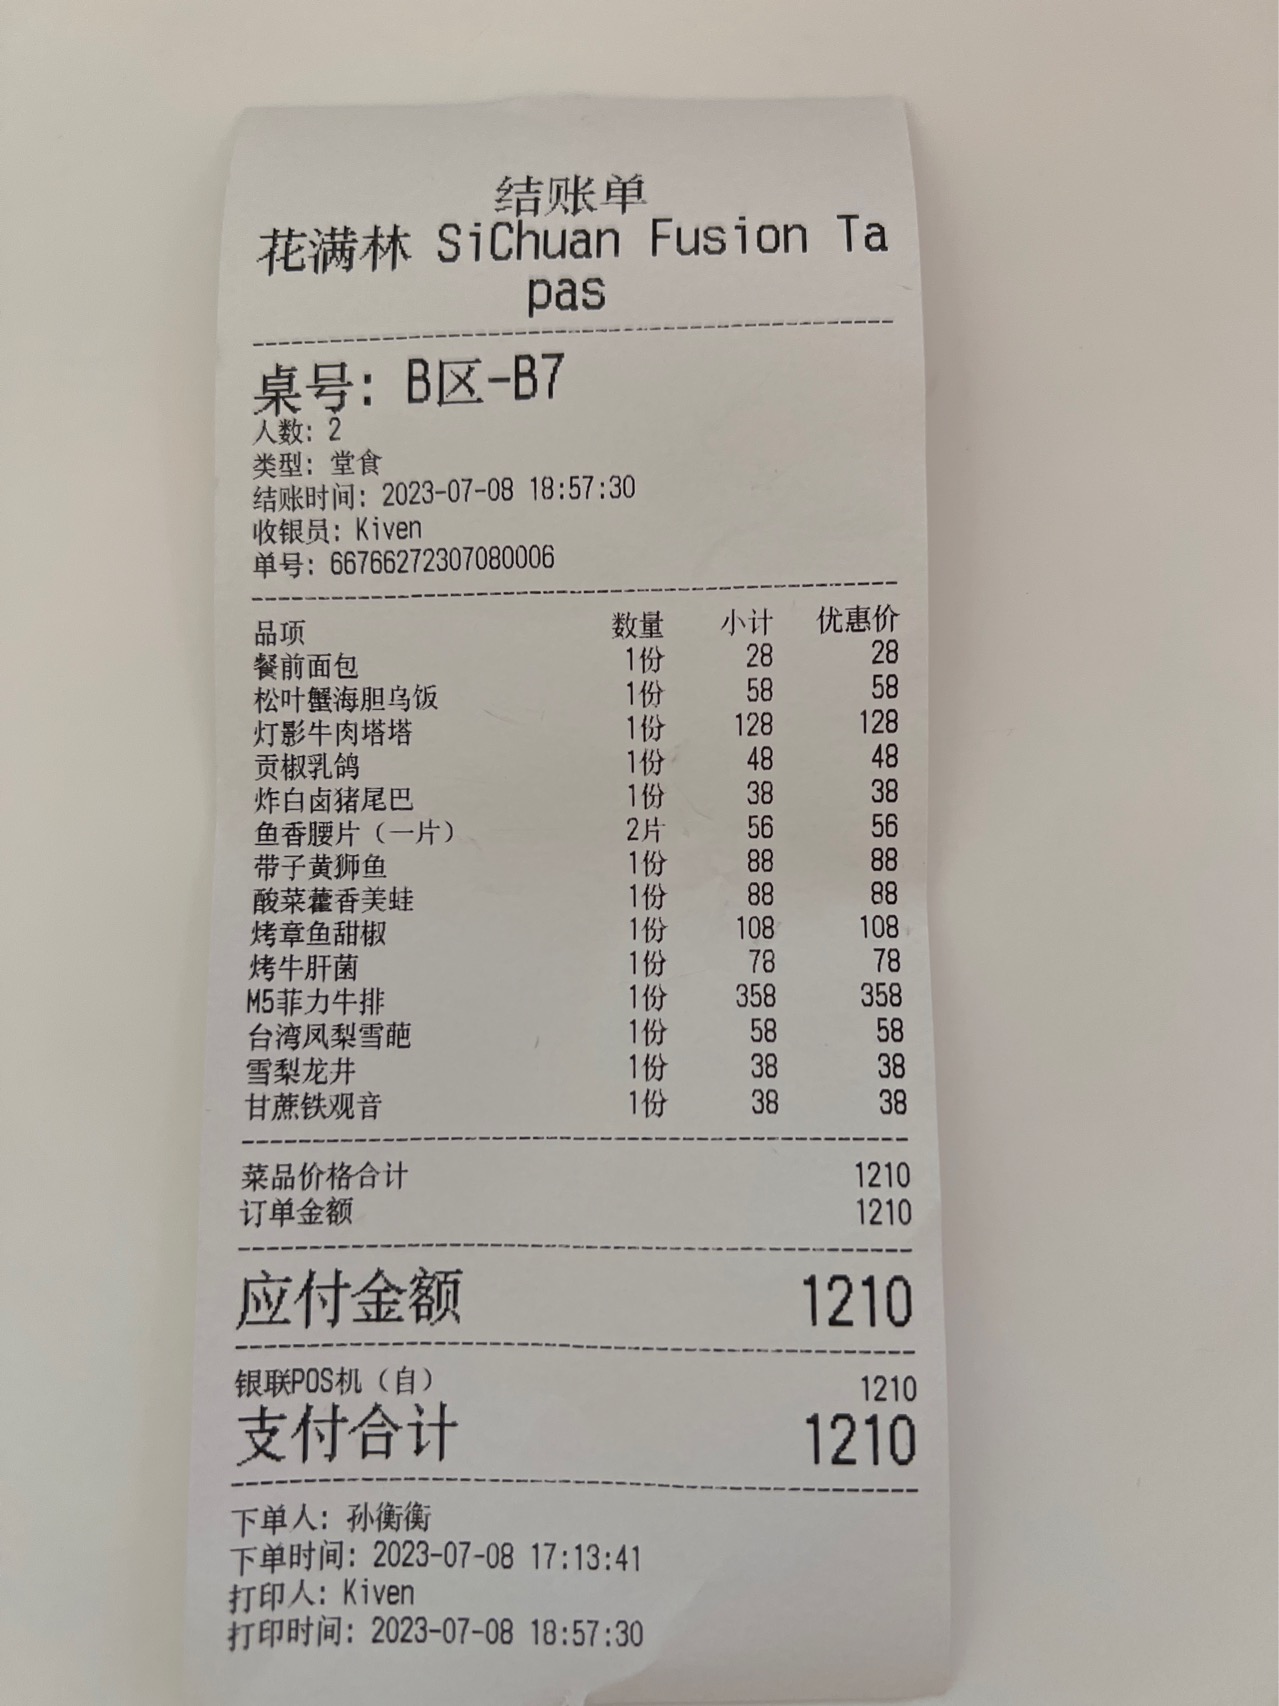 结账单
花满林 SiChuan Fusion Ta
pas
桌号: B区-B7
人数: 2
类型: 堂食
结账时间: 2023-07-08 18:57:30
收银员: Kiven
单号: 66766272307080006
品项 数量 小计 优惠价
餐前面包 1份 28 28
松叶蟹海胆乌饭 1份 58 58
灯影牛肉塔塔 1份 128 128
贡椒乳鸽 1份 48 48
炸白卤猪尾巴 1份 38 38
鱼香腰片（一片） 2片 56 56
带子黄狮鱼 1份 88 88
酸菜藿香美蛙 1份 88 88
烤章鱼甜椒 1份 108 108
烤牛肝菌 1份 78 78
M5菲力牛排 1份 358 358
台湾凤梨雪葩 1份 58 58
雪梨龙井 1份 38 38
甘蔗铁观音 1份 38 38
菜品价格合计 1210
订单金额 1210
应付金额 1210
银联POS机（自） 1210
支付合计 1210
下单人: 孙衡衡
下单时间: 2023-07-08 17:13:41
打印人: Kiven
打印时间: 2023-07-08 18:57:30